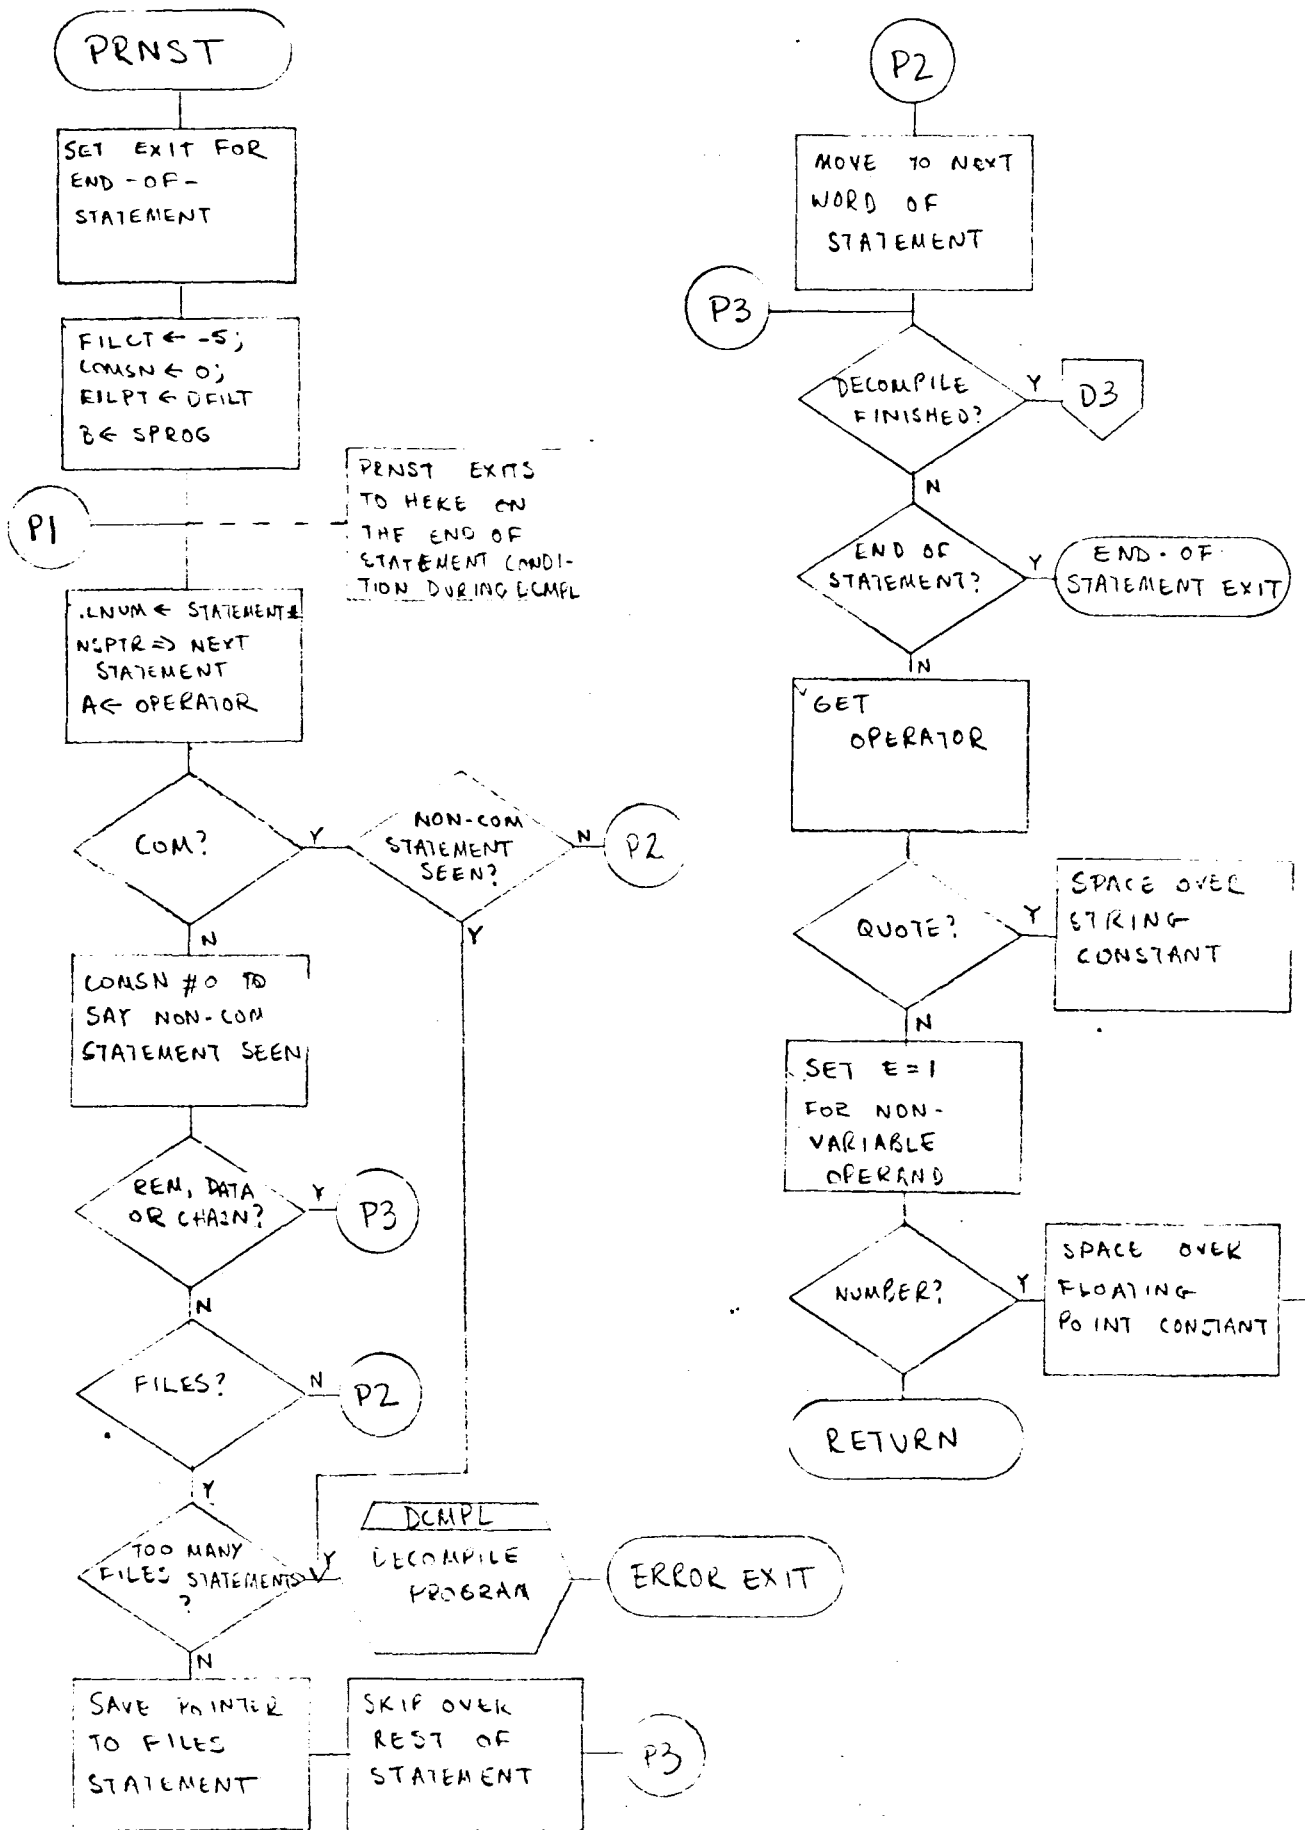 PRNST
SET EXIT FOR
END-OF-
STATEMENT
FILCT ← -5;
COMSN ← 0;
FILPT ← DFILT
B ← SPROG
P1
PRNST EXITS
TO HERE ON
THE END OF
STATEMENT CONDI-
TION DURING DCMPL
.LNUM ← STATEMENT#
NSPTR => NEXT
STATEMENT
A ← OPERATOR
COM?
Y
NON-COM
STATEMENT
SEEN?
N
P2
Y
N
COMSN #0 TO
SAY NON-COM
STATEMENT SEEN
REM, DATA
OR CHAIN?
Y
P3
N
FILES?
N
P2
Y
TOO MANY
FILES STATEMENTS
?
Y
DCMPL
DECOMPILE
PROGRAM
ERROR EXIT
N
SAVE POINTER
TO FILES
STATEMENT
SKIP OVER
REST OF
STATEMENT
P3
P2
MOVE TO NEXT
WORD OF
STATEMENT
P3
DECOMPILE
FINISHED?
Y
D3
N
END OF
STATEMENT?
Y
END-OF-
STATEMENT EXIT
N
GET
OPERATOR
QUOTE?
Y
SPACE OVER
STRING
CONSTANT
N
SET E=1
FOR NON-
VARIABLE
OPERAND
NUMBER?
Y
SPACE OVER
FLOATING
POINT CONSTANT
RETURN